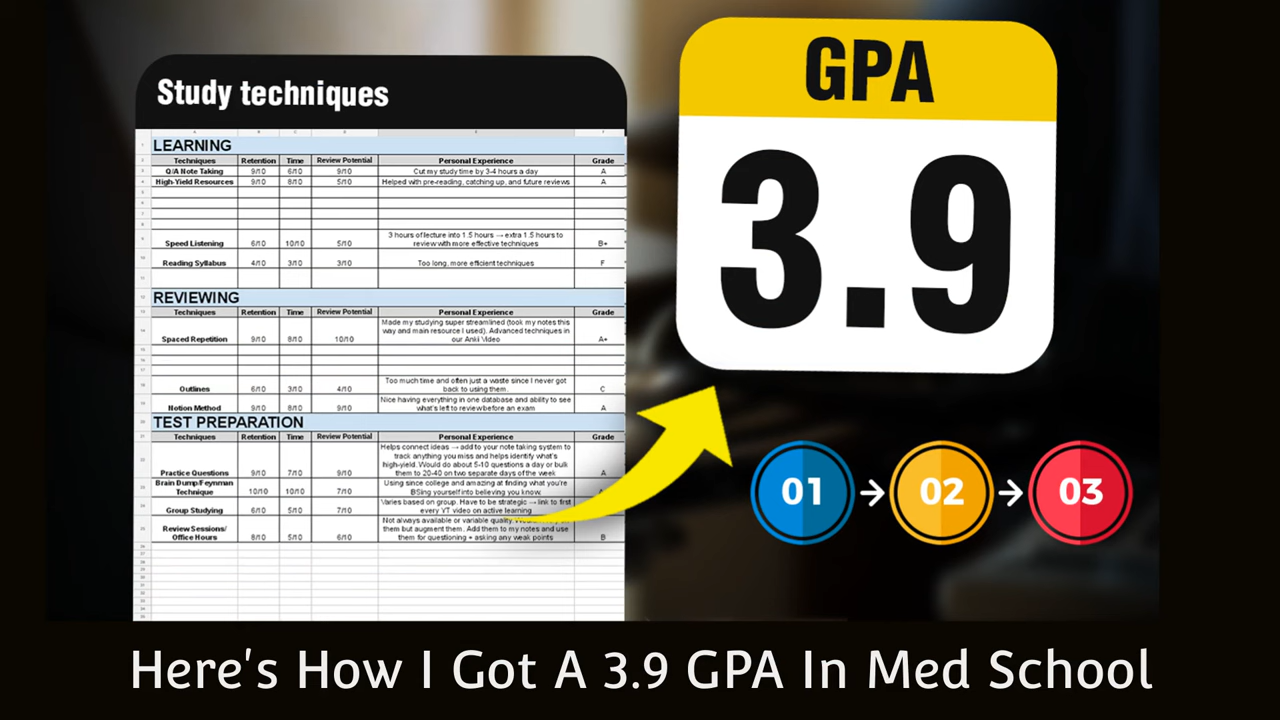 Study techniques
LEARNING
Techniques Retention Time Review Potential Personal Experience Grade
Q/A Note Taking 9/10 6/10 9/10 Cut my study time by 3-4 hours a day A
High-Yield Resources 9/10 8/10 5/10 Helped with pre-reading, catching up, and future reviews A
3 hours of lecture into 1.5 hours → extra 1.5 hours to
Speed Listening 6/10 10/10 5/10 review with more effective techniques B+
Reading Syllabus 4/10 3/10 3/10 Too long, more efficient techniques F
REVIEWING
Techniques Retention Time Review Potential Personal Experience Grade
Made my studying super streamlined (took my notes this
way and main resource I used). Advanced techniques in
Spaced Repetition 9/10 8/10 10/10 our Anki Video A+
Too much time and often just a waste since I never got
Outlines 6/10 3/10 4/10 back to using them. C
Nice having everything in one database and ability to see
Notion Method 9/10 8/10 9/10 what's left to review before an exam A
TEST PREPARATION
Techniques Retention Time Review Potential Personal Experience Grade
Helps connect ideas → add to your note taking system to
track anything you miss and helps identify what's
high-yield. Would do about 5-10 questions a day or bulk
Practice Questions 9/10 7/10 9/10 them to 20-40 on two separate days of the week A
Brain Dump/Feynman Using since college and amazing at finding what you're
Technique 10/10 10/10 7/10 BSing yourself into believing you know.
Varies based on group. Have to be strategic → link to first
Group Studying 6/10 5/10 7/10 every YT video on active learning
Not always available or variable quality.
Review Sessions/ them but augment them. Add them to my notes and use
Office Hours 8/10 5/10 6/10 them for questioning + asking any weak points B
GPA
3.9
01 → 02 → 03
Here's How I Got A 3.9 GPA In Med School